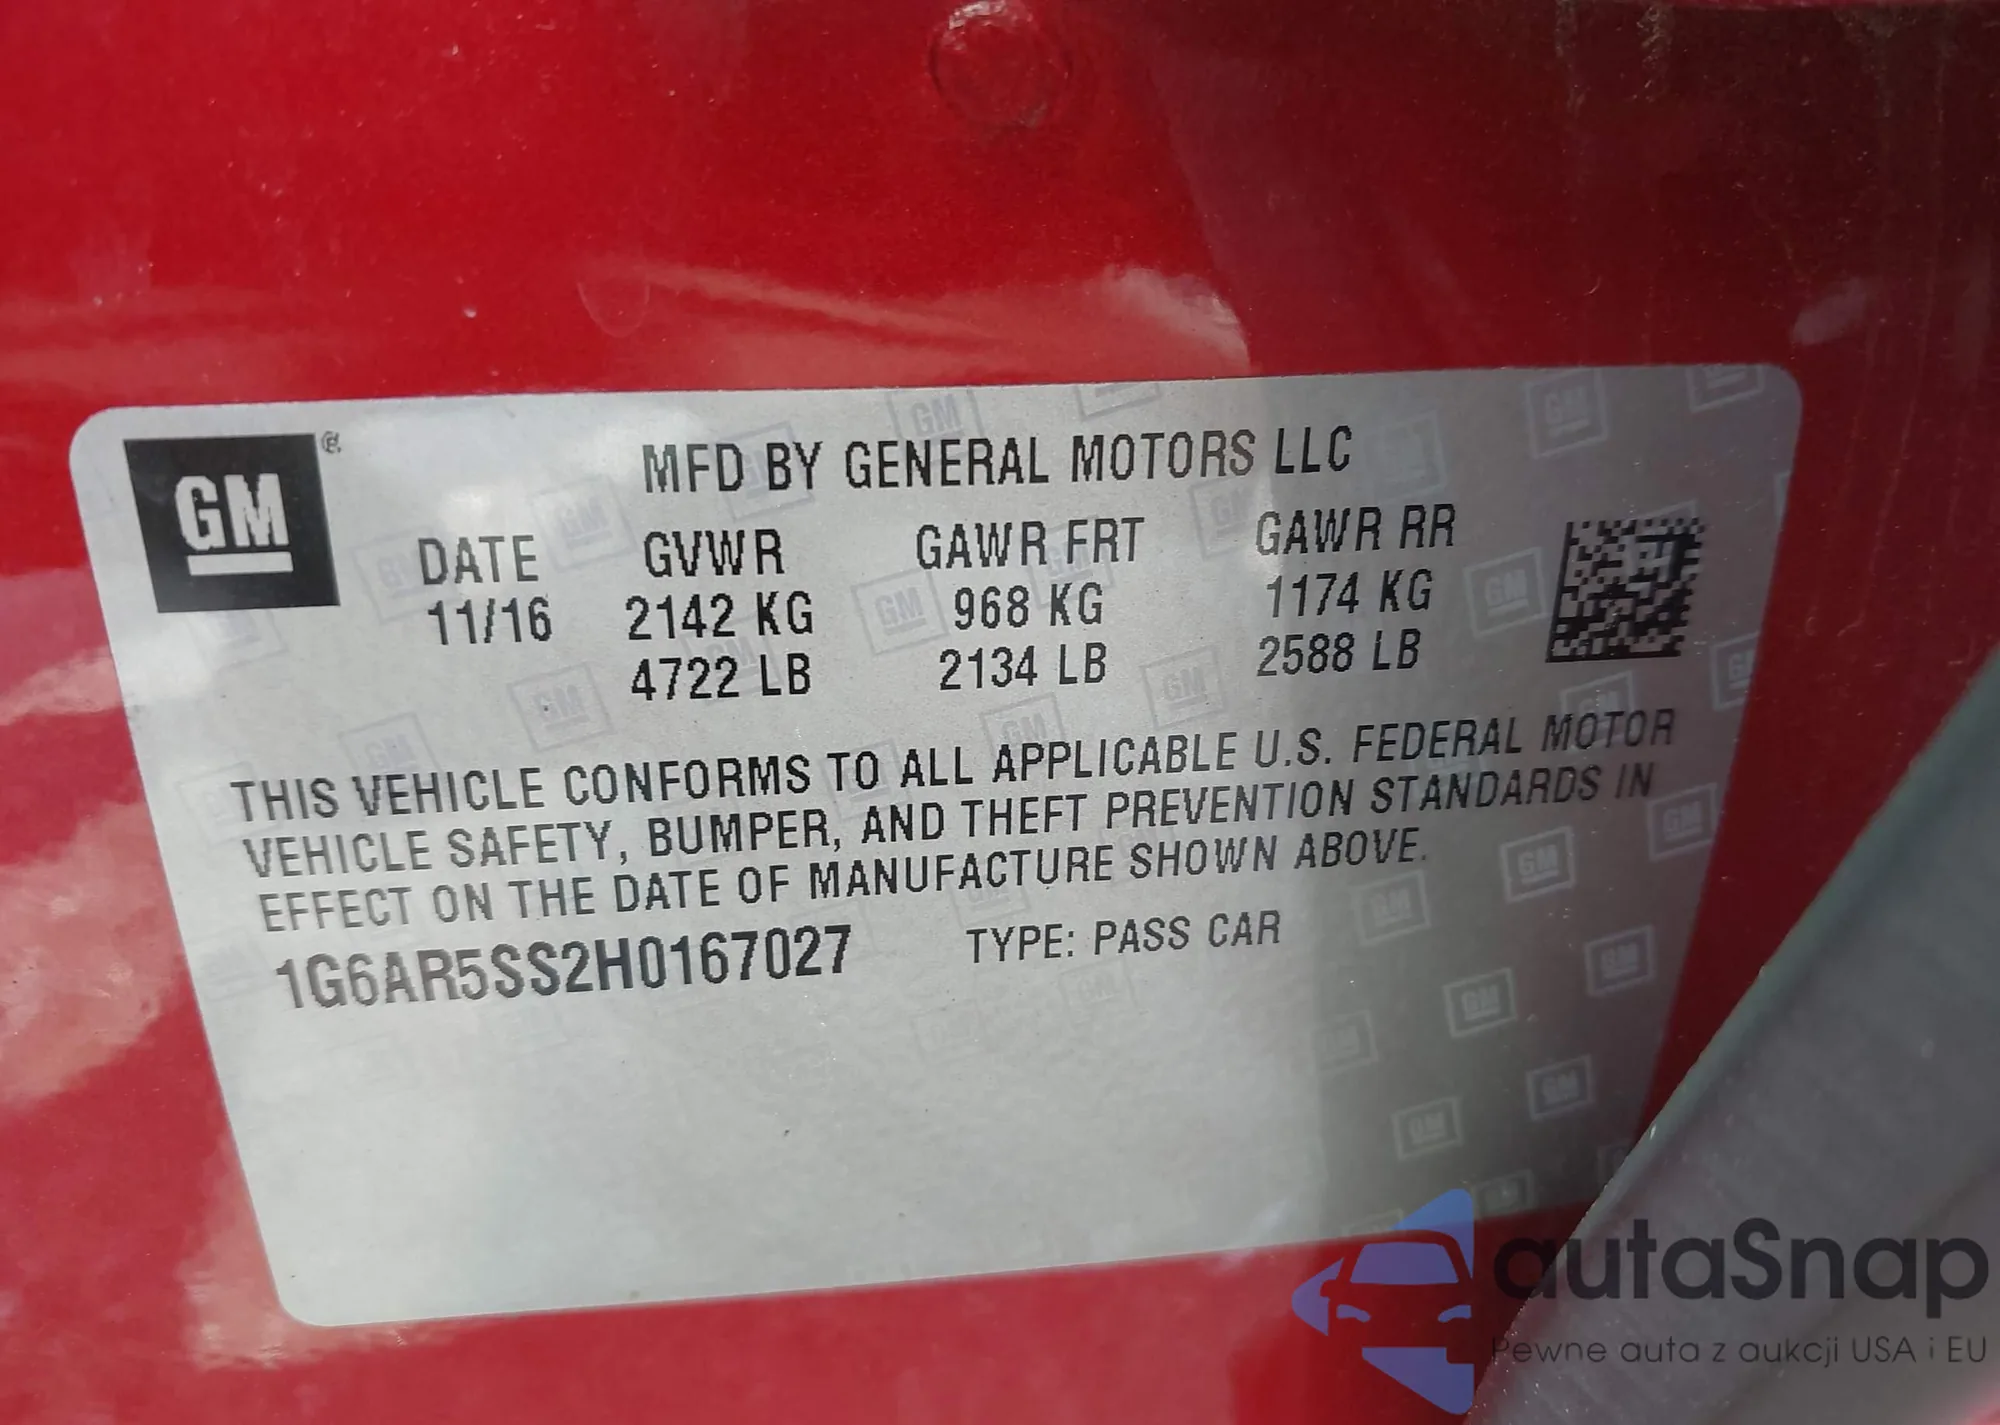 GM ®
MFD BY GENERAL MOTORS LLC
DATE GVWR GAWR FRT GAWR RR
11/16 2142 KG 968 KG 1174 KG
4722 LB 2134 LB 2588 LB
THIS VEHICLE CONFORMS TO ALL APPLICABLE U.S. FEDERAL MOTOR
VEHICLE SAFETY, BUMPER, AND THEFT PREVENTION STANDARDS IN
EFFECT ON THE DATE OF MANUFACTURE SHOWN ABOVE.
1G6AR5SS2H0167027 TYPE: PASS CAR
autaSnap
Pewne auta z aukcji USA i EU